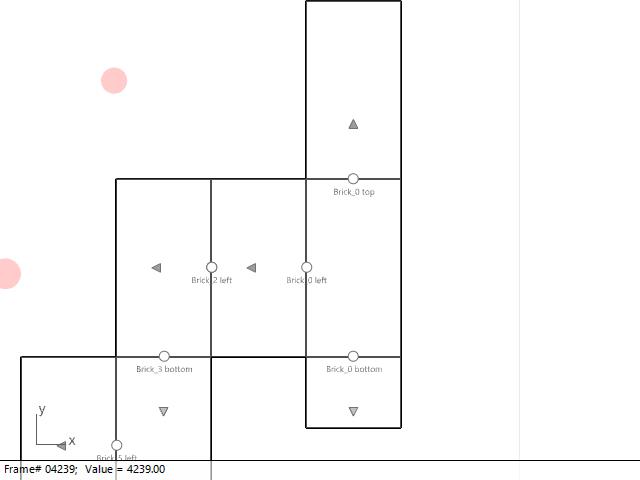 Brick_0 top
Brick_2 left
Brick_0 left
Brick_3 bottom
Brick_0 bottom
y
x
Brick_5 left
Frame# 04239; Value = 4239.00